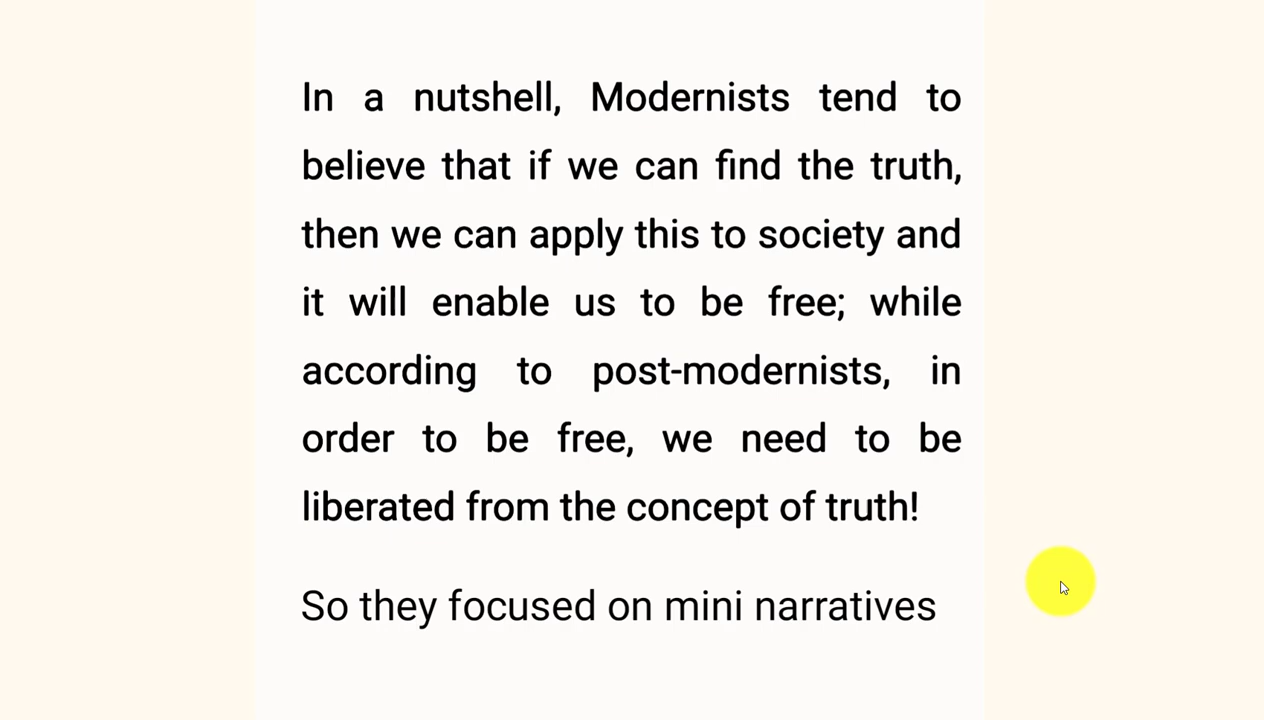 In a nutshell, Modernists tend to
believe that if we can find the truth,
then we can apply this to society and
it will enable us to be free; while
according to post-modernists, in
order to be free, we need to be
liberated from the concept of truth!
So they focused on mini narratives